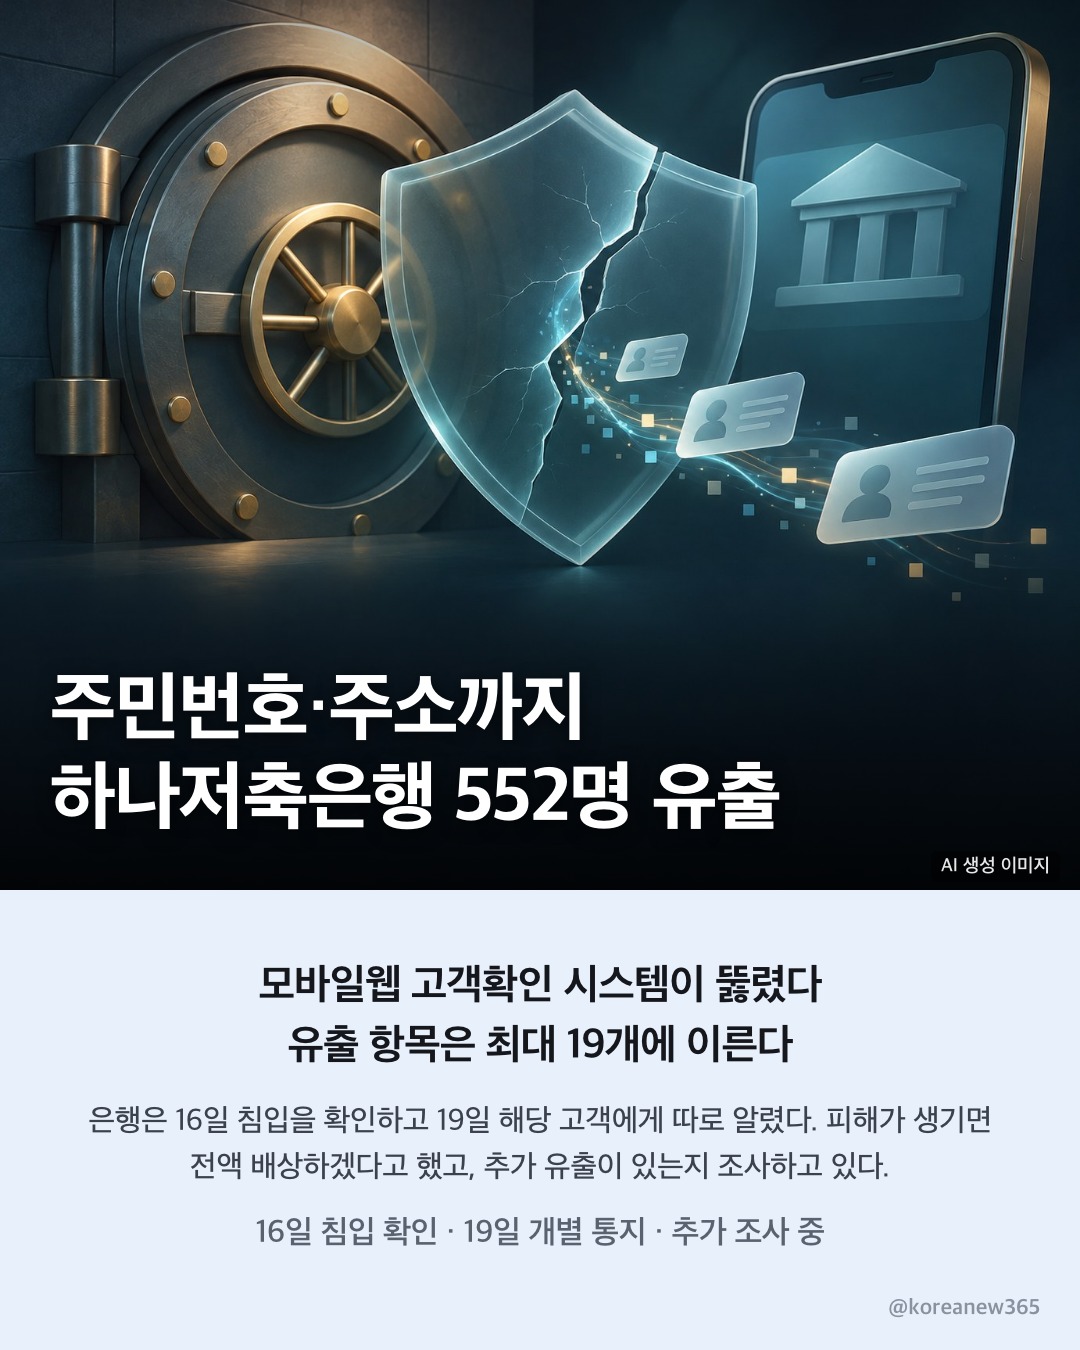 주민번호·주소까지
하나저축은행 552명 유출
AI 생성 이미지
모바일웹 고객확인 시스템이 뚫렸다
유출 항목은 최대 19개에 이른다
은행은 16일 침입을 확인하고 19일 해당 고객에게 따로 알렸다. 피해가 생기면
전액 배상하겠다고 했고, 추가 유출이 있는지 조사하고 있다.
16일 침입 확인 · 19일 개별 통지 · 추가 조사 중
@koreanew365